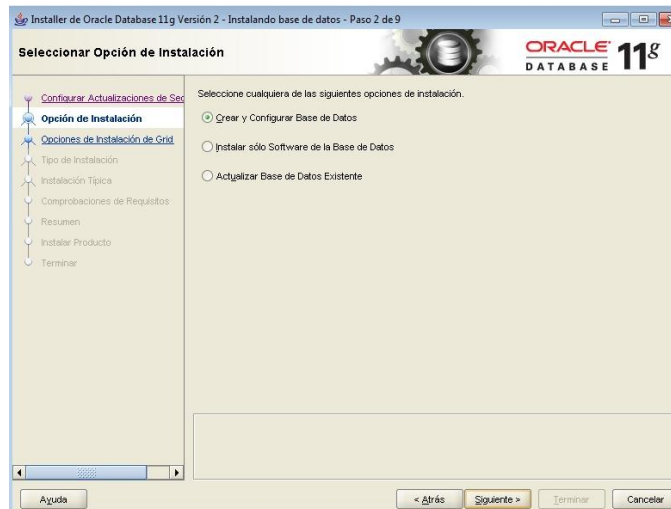 Installer de Oracle Database 11g Versión 2 - Instalando base de datos - Paso 2 de 9
Seleccionar Opción de Instalación
ORACLE 11g
DATABASE
Configurar Actualizaciones de Sec
Opción de Instalación
Opciones de Instalación de Grid
Tipo de Instalación
Instalación Típica
Comprobaciones de Requisitos
Resumen
Instalar Producto
Terminar
Seleccione cualquiera de las siguientes opciones de instalación.
Crear y Configurar Base de Datos
Instalar sólo Software de la Base de Datos
Actualizar Base de Datos Existente
Ayuda
< Atrás
Siguiente >
Terminar
Cancelar